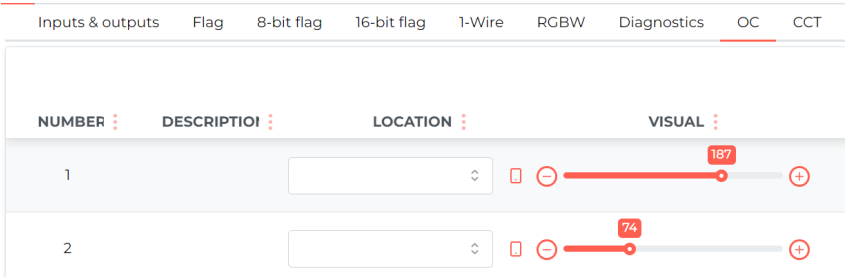 Inputs & outputs Flag 8-bit flag 16-bit flag 1-Wire RGBW Diagnostics OC CCT
NUMBER DESCRIPTIO LOCATION VISUAL
187
1
74
2